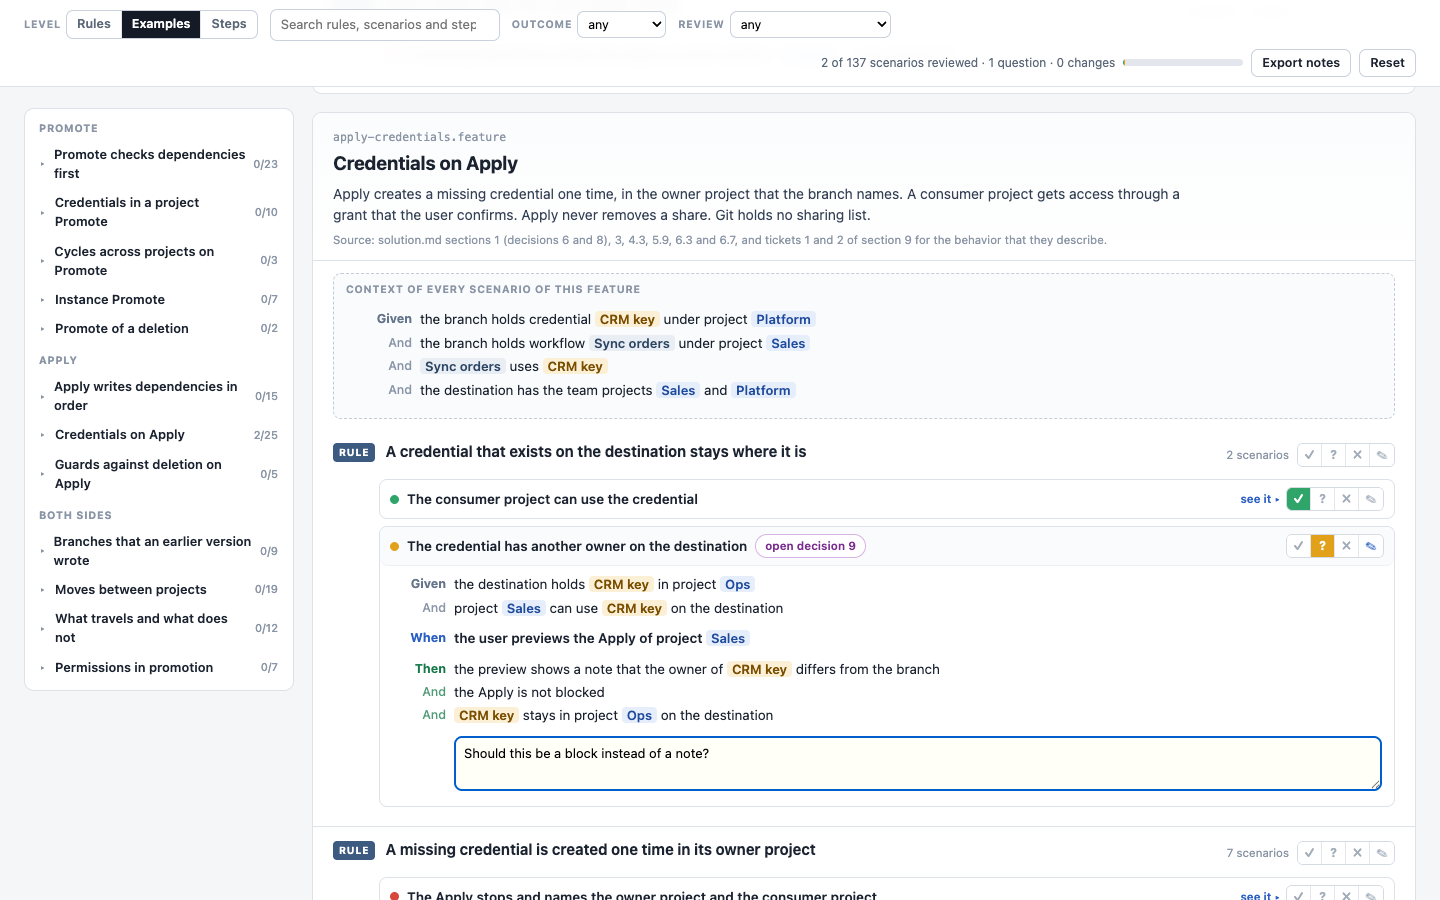 LEVEL Rules Examples Steps Search rules, scenarios and step OUTCOME any REVIEW any
2 of 137 scenarios reviewed · 1 question · 0 changes Export notes Reset
PROMOTE
Promote checks dependencies first 0/23
Credentials in a project Promote 0/10
Cycles across projects on Promote 0/3
Instance Promote 0/7
Promote of a deletion 0/2
APPLY
Apply writes dependencies in order 0/15
Credentials on Apply 2/25
Guards against deletion on Apply 0/5
BOTH SIDES
Branches that an earlier version wrote 0/9
Moves between projects 0/19
What travels and what does not 0/12
Permissions in promotion 0/7
apply-credentials.feature
Credentials on Apply
Apply creates a missing credential one time, in the owner project that the branch names. A consumer project gets access through a
grant that the user confirms. Apply never removes a share. Git holds no sharing list.
Source: solution.md sections 1 (decisions 6 and 8), 3, 4.3, 5.9, 6.3 and 6.7, and tickets 1 and 2 of section 9 for the behavior that they describe.
CONTEXT OF EVERY SCENARIO OF THIS FEATURE
Given the branch holds credential CRM key under project Platform
And the branch holds workflow Sync orders under project Sales
And Sync orders uses CRM key
And the destination has the team projects Sales and Platform
RULE A credential that exists on the destination stays where it is 2 scenarios ✓ ? ✕ ✎
The consumer project can use the credential see it ▸ ✓ ? ✕ ✎
The credential has another owner on the destination open decision 9 ✓ ? ✕ ✎
Given the destination holds CRM key in project Ops
And project Sales can use CRM key on the destination
When the user previews the Apply of project Sales
Then the preview shows a note that the owner of CRM key differs from the branch
And the Apply is not blocked
And CRM key stays in project Ops on the destination
Should this be a block instead of a note?
RULE A missing credential is created one time in its owner project 7 scenarios ✓ ? ✕ ✎
The Apply stops and names the owner project and the consumer project see it ▸ ✓ ? ✕ ✎